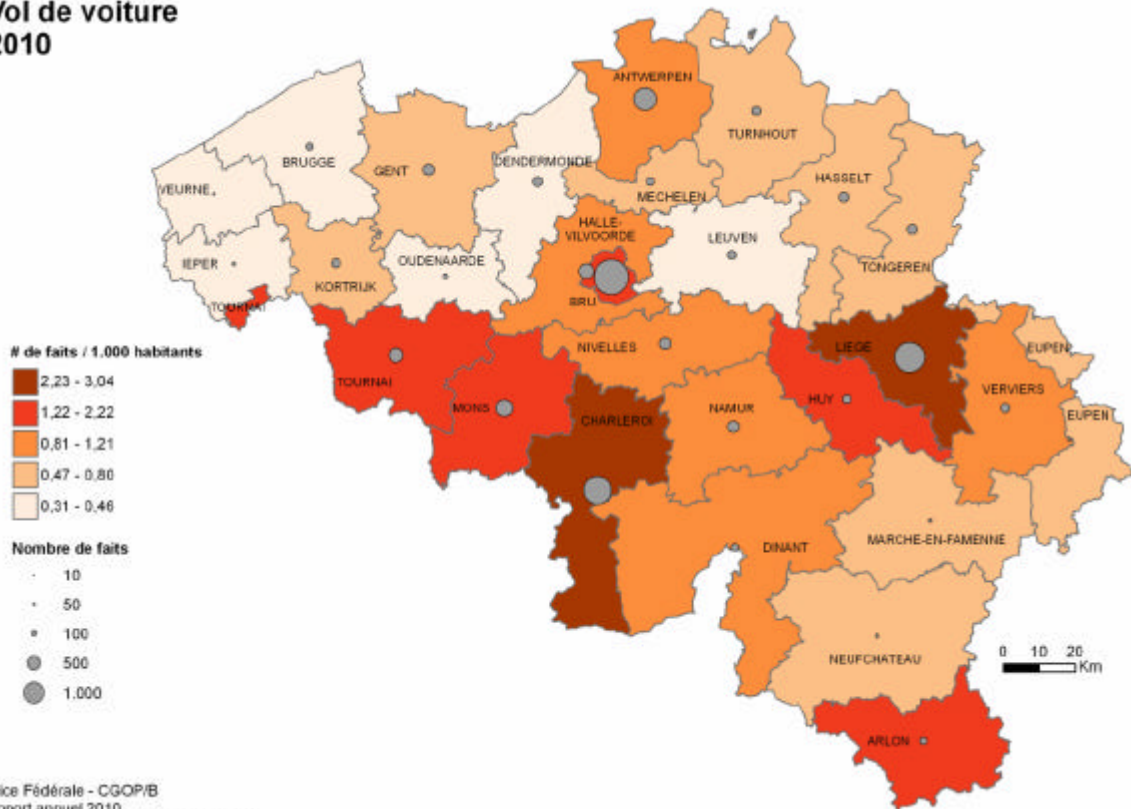 Vol de voiture
2010
ANTWERPEN
TURNHOUT
BRUGGE
GENT
DENDERMONDE
MECHELEN
HASSELT
VEURNE
HALLE-
VILVOORDE
LEUVEN
IEPER
OUDENAARDE
TONGEREN
KORTRIJK
TOURNAI
BRU
NIVELLES
LIEGE
EUPEN
TOURNAI
MONS
CHARLEROI
NAMUR
HUY
VERVIERS
EUPEN
DINANT
MARCHE-EN-FAMENNE
NEUFCHATEAU
ARLON
# de faits / 1.000 habitants
2,23 - 3,04
1,22 - 2,22
0,81 - 1,21
0,47 - 0,80
0,31 - 0,46
Nombre de faits
10
50
100
500
1.000
0 10 20
Km
ice Fédérale - CGOP/B
pport annuel 2010